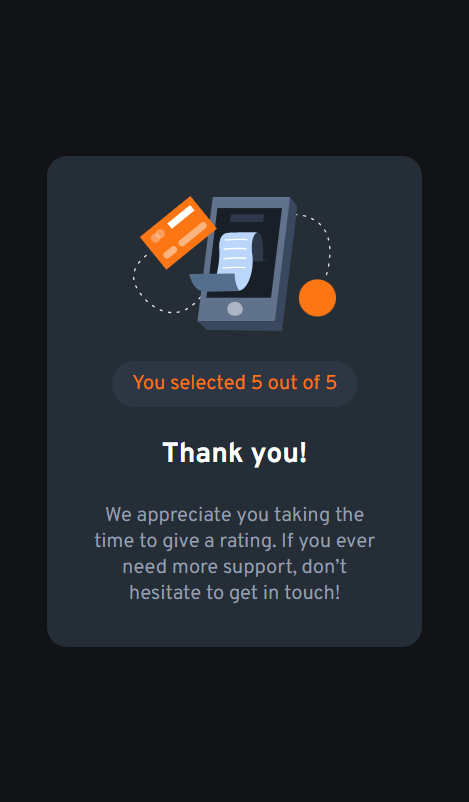 You selected 5 out of 5
Thank you!
We appreciate you taking the
time to give a rating. If you ever
need more support, don’t
hesitate to get in touch!